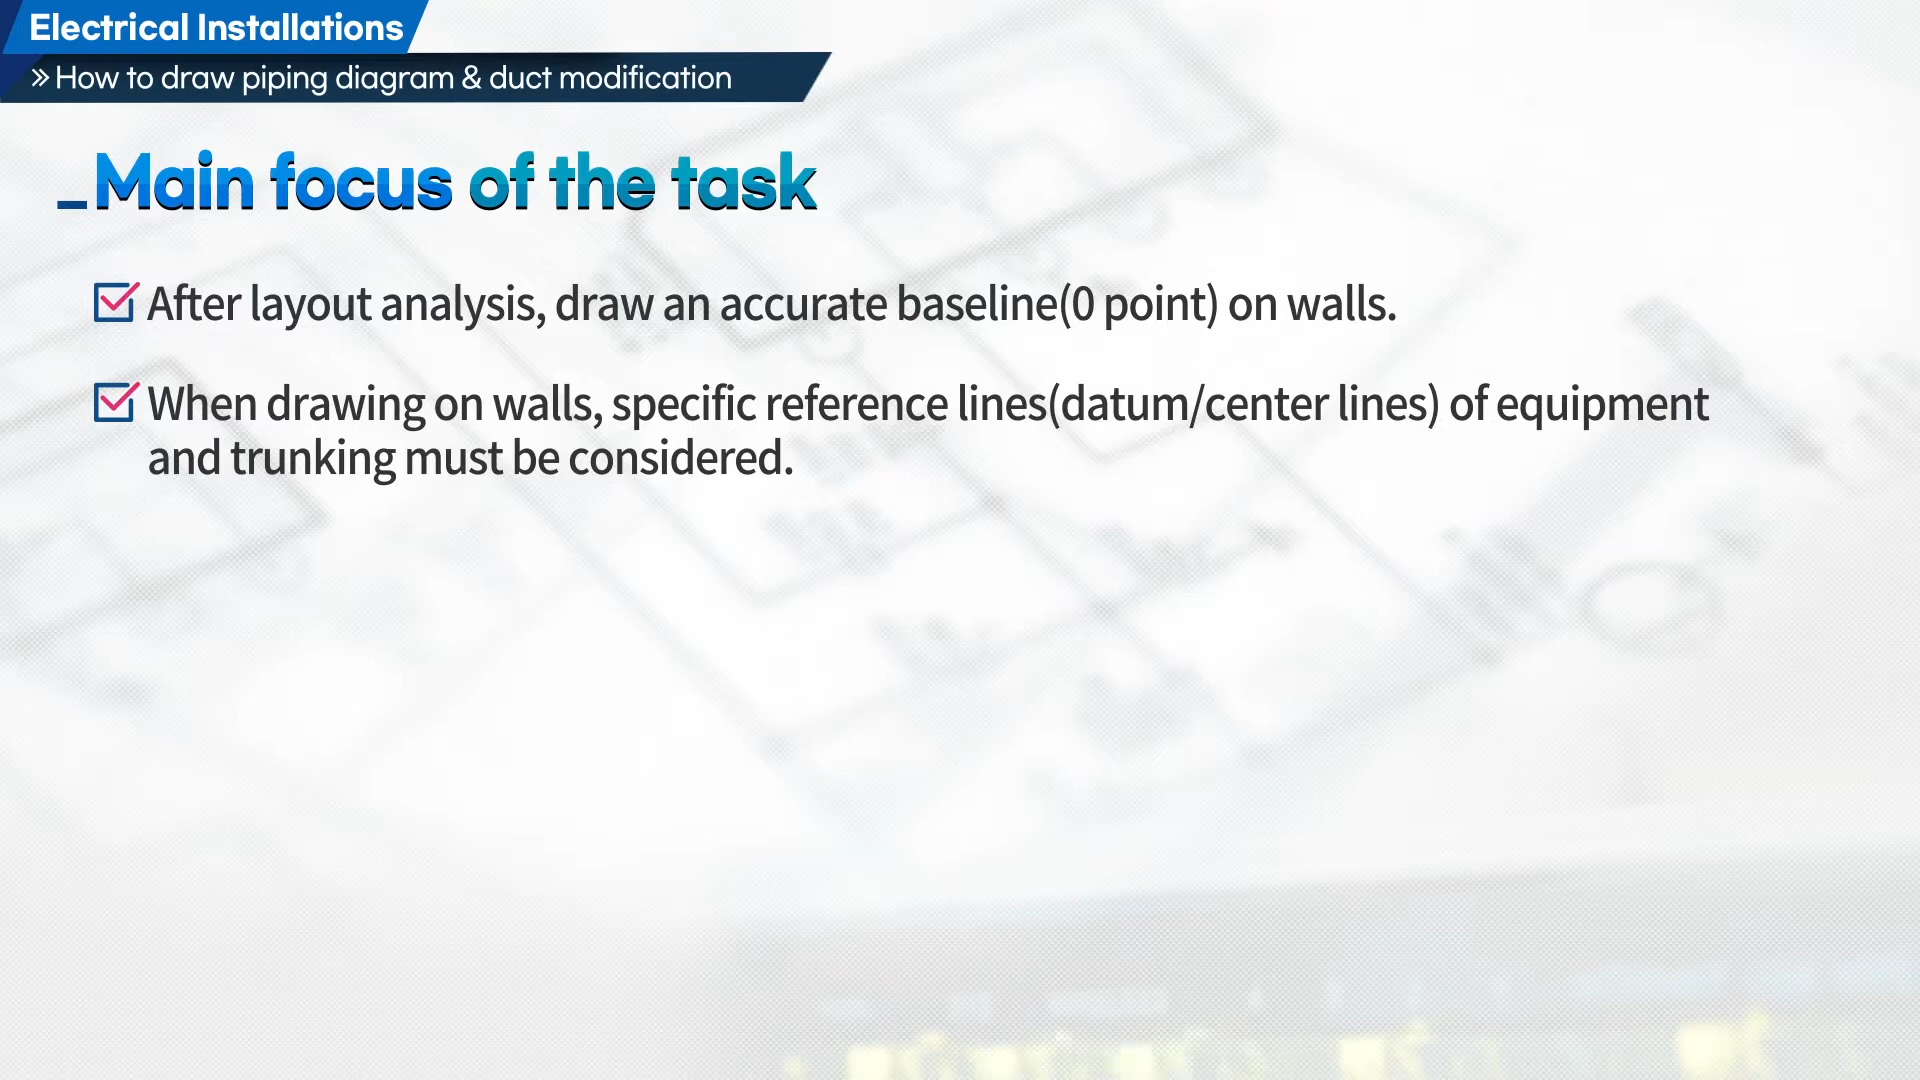 Electrical Installations
» How to draw piping diagram & duct modification
Main focus of the task
After layout analysis, draw an accurate baseline(0 point) on walls.
When drawing on walls, specific reference lines(datum/center lines) of equipment
and trunking must be considered.